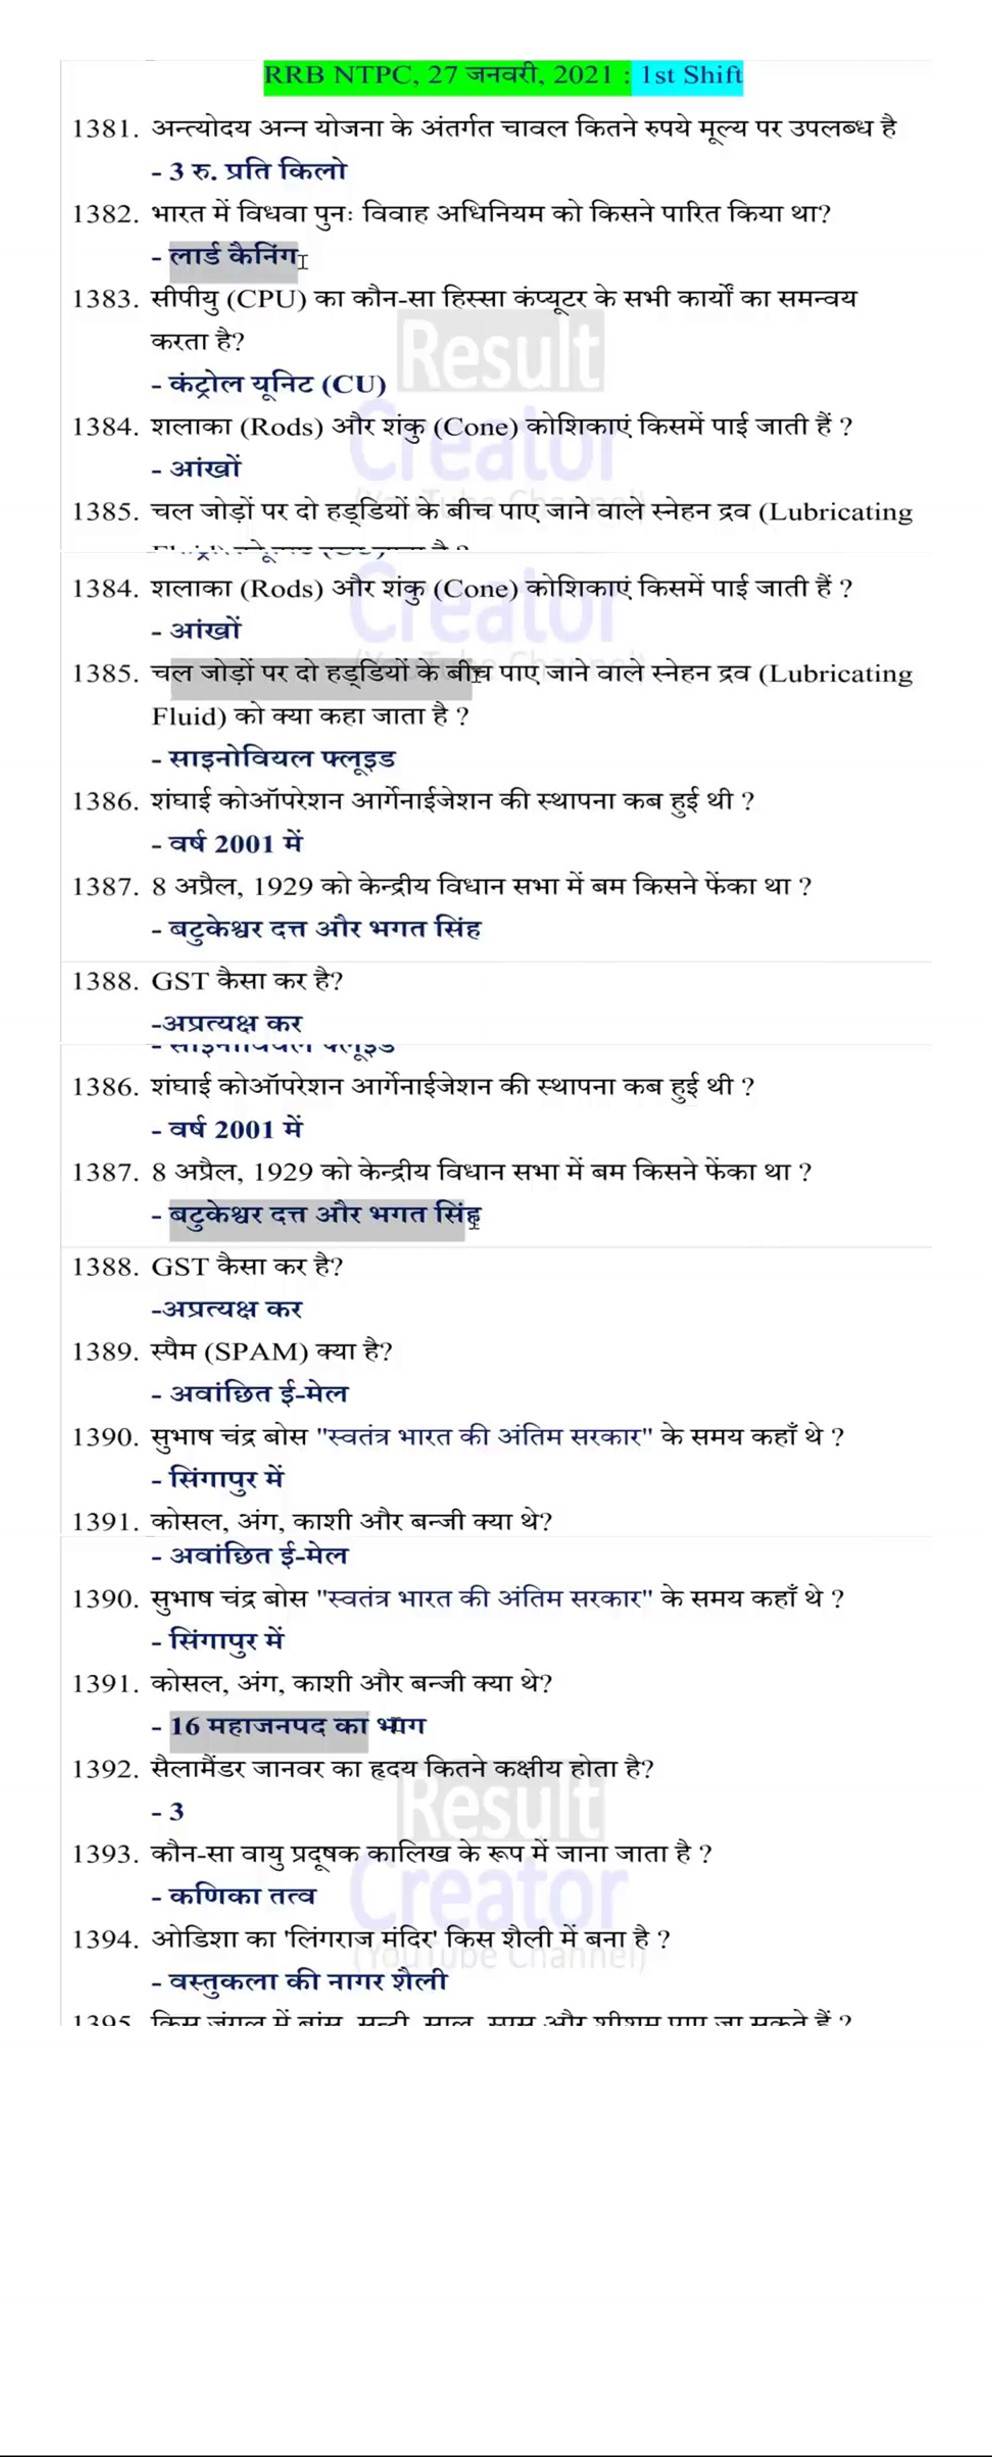 RRB NTPC, 27 जनवरी, 2021 : 1st Shift
1381. अन्त्योदय अन्न योजना के अंतर्गत चावल कितने रुपये मूल्य पर उपलब्ध है
- 3 रु. प्रति किलो
1382. भारत में विधवा पुनः विवाह अधिनियम को किसने पारित किया था?
- लार्ड कैनिंग
1383. सीपीयु (CPU) का कौन-सा हिस्सा कंप्यूटर के सभी कार्यों का समन्वय
करता है?
Result
- कंट्रोल यूनिट (CU)
Creator
1384. शलाका (Rods) और शंकु (Cone) कोशिकाएं किसमें पाई जाती हैं ?
- आंखों
(YouTube Channel)
1385. चल जोड़ों पर दो हड्डियों के बीच पाए जाने वाले स्नेहन द्रव (Lubricating
Creator
1384. शलाका (Rods) और शंकु (Cone) कोशिकाएं किसमें पाई जाती हैं ?
- आंखों
(YouTube Channel)
1385. चल जोड़ों पर दो हड्डियों के बीच पाए जाने वाले स्नेहन द्रव (Lubricating
Fluid) को क्या कहा जाता है ?
- साइनोवियल फ्लूइड
1386. शंघाई कोऑपरेशन आर्गेनाईजेशन की स्थापना कब हुई थी ?
- वर्ष 2001 में
1387. 8 अप्रैल, 1929 को केन्द्रीय विधान सभा में बम किसने फेंका था ?
- बटुकेश्वर दत्त और भगत सिंह
1388. GST कैसा कर है?
-अप्रत्यक्ष कर
- साइनोवियल फ्लूइड
1386. शंघाई कोऑपरेशन आर्गेनाईजेशन की स्थापना कब हुई थी ?
- वर्ष 2001 में
1387. 8 अप्रैल, 1929 को केन्द्रीय विधान सभा में बम किसने फेंका था ?
- बटुकेश्वर दत्त और भगत सिंह
1388. GST कैसा कर है?
-अप्रत्यक्ष कर
1389. स्पैम (SPAM) क्या है?
- अवांछित ई-मेल
1390. सुभाष चंद्र बोस "स्वतंत्र भारत की अंतिम सरकार" के समय कहाँ थे ?
- सिंगापुर में
1391. कोसल, अंग, काशी और बन्जी क्या थे?
- अवांछित ई-मेल
1390. सुभाष चंद्र बोस "स्वतंत्र भारत की अंतिम सरकार" के समय कहाँ थे ?
- सिंगापुर में
1391. कोसल, अंग, काशी और बन्जी क्या थे?
- 16 महाजनपद का भाग
1392. सैलामैंडर जानवर का हृदय कितने कक्षीय होता है?
Result
- 3
1393. कौन-सा वायु प्रदूषक कालिख के रूप में जाना जाता है ?
Creator
- कणिका तत्व
1394. ओडिशा का 'लिंगराज मंदिर' किस शैली में बना है ?
(YouTube Channel)
- वस्तुकला की नागर शैली
1395. किस जंगल में बांस, साल, और शीशम पाए जा सकते हैं ?